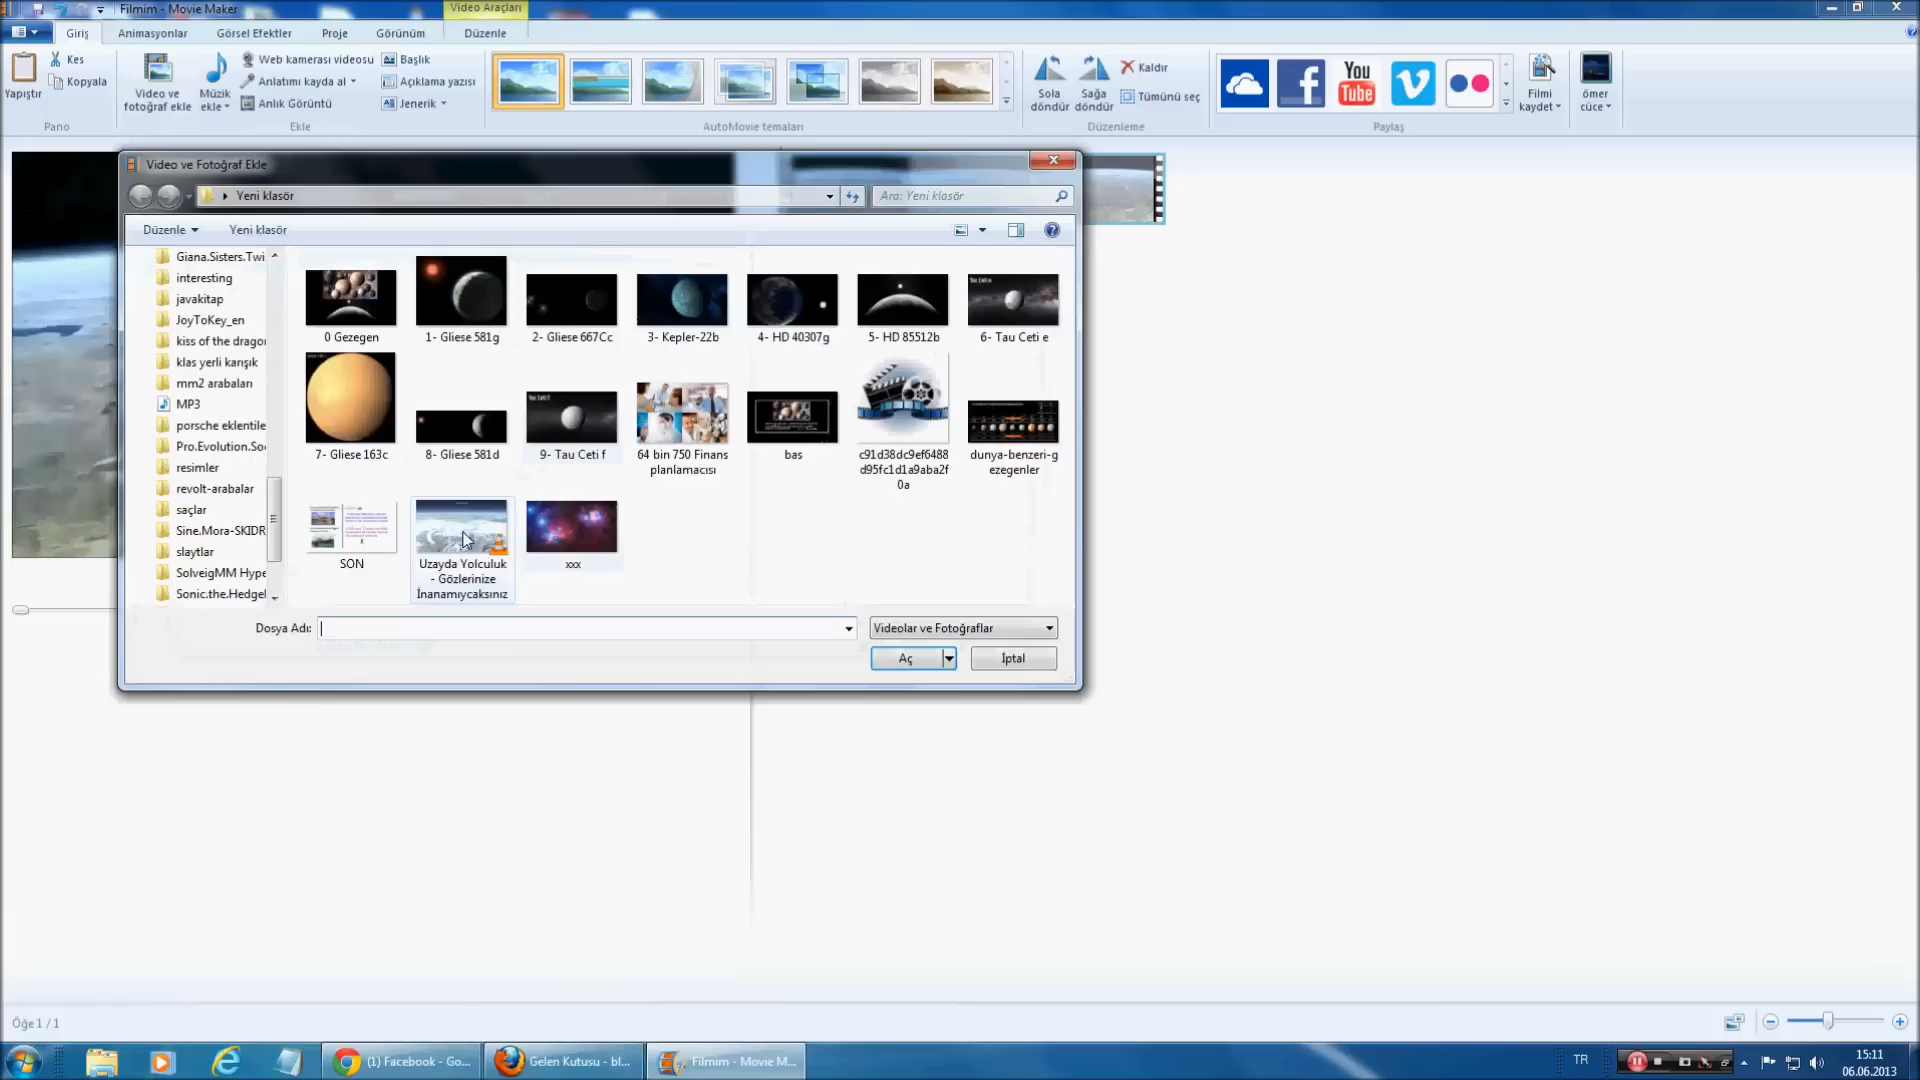 Filmim - Movie Maker
Video Araçları
Giriş
Animasyonlar
Görsel Efektler
Proje
Görünüm
Düzenle
Yapıştır
Kes
Kopyala
Pano
Video ve
fotoğraf ekle
Müzik
ekle
Web kamerası videosu
Anlatımı kayda al
Anlık Görüntü
Başlık
Açıklama yazısı
Jenerik
Ekle
AutoMovie temaları
Sola
döndür
Sağa
döndür
Kaldır
Tümünü seç
Düzenleme
You
Tube
Paylaş
Filmi
kaydet
ömer
cüce
Video ve Fotoğraf Ekle
Yeni klasör
Ara: Yeni klasör
Düzenle
Yeni klasör
Giana.Sisters.Twi
interesting
javakitap
JoyToKey_en
kiss of the drago
klas yerli karışık
mm2 arabaları
MP3
porsche eklentile
Pro.Evolution.So
resimler
revolt-arabalar
saçlar
Sine.Mora-SKIDR
slaytlar
SolveigMM Hype
Sonic.the.Hedgel
0 Gezegen
1- Gliese 581g
2- Gliese 667Cc
3- Kepler-22b
4- HD 40307g
5- HD 85512b
6- Tau Ceti e
7- Gliese 163c
8- Gliese 581d
9- Tau Ceti f
64 bin 750 Finans
planlamacısı
bas
c91d38dc9ef6488
d95fc1d1a9aba2f
0a
dunya-benzeri-g
ezegenler
SON
Uzayda Yolculuk
- Gözlerinize
İnanamıycaksınız
xxx
Dosya Adı:
Videolar ve Fotoğraflar
Aç
İptal
Öğe 1 / 1
(1) Facebook - Go...
Gelen Kutusu - bl...
Filmim - Movie M...
TR
15:11
06.06.2013